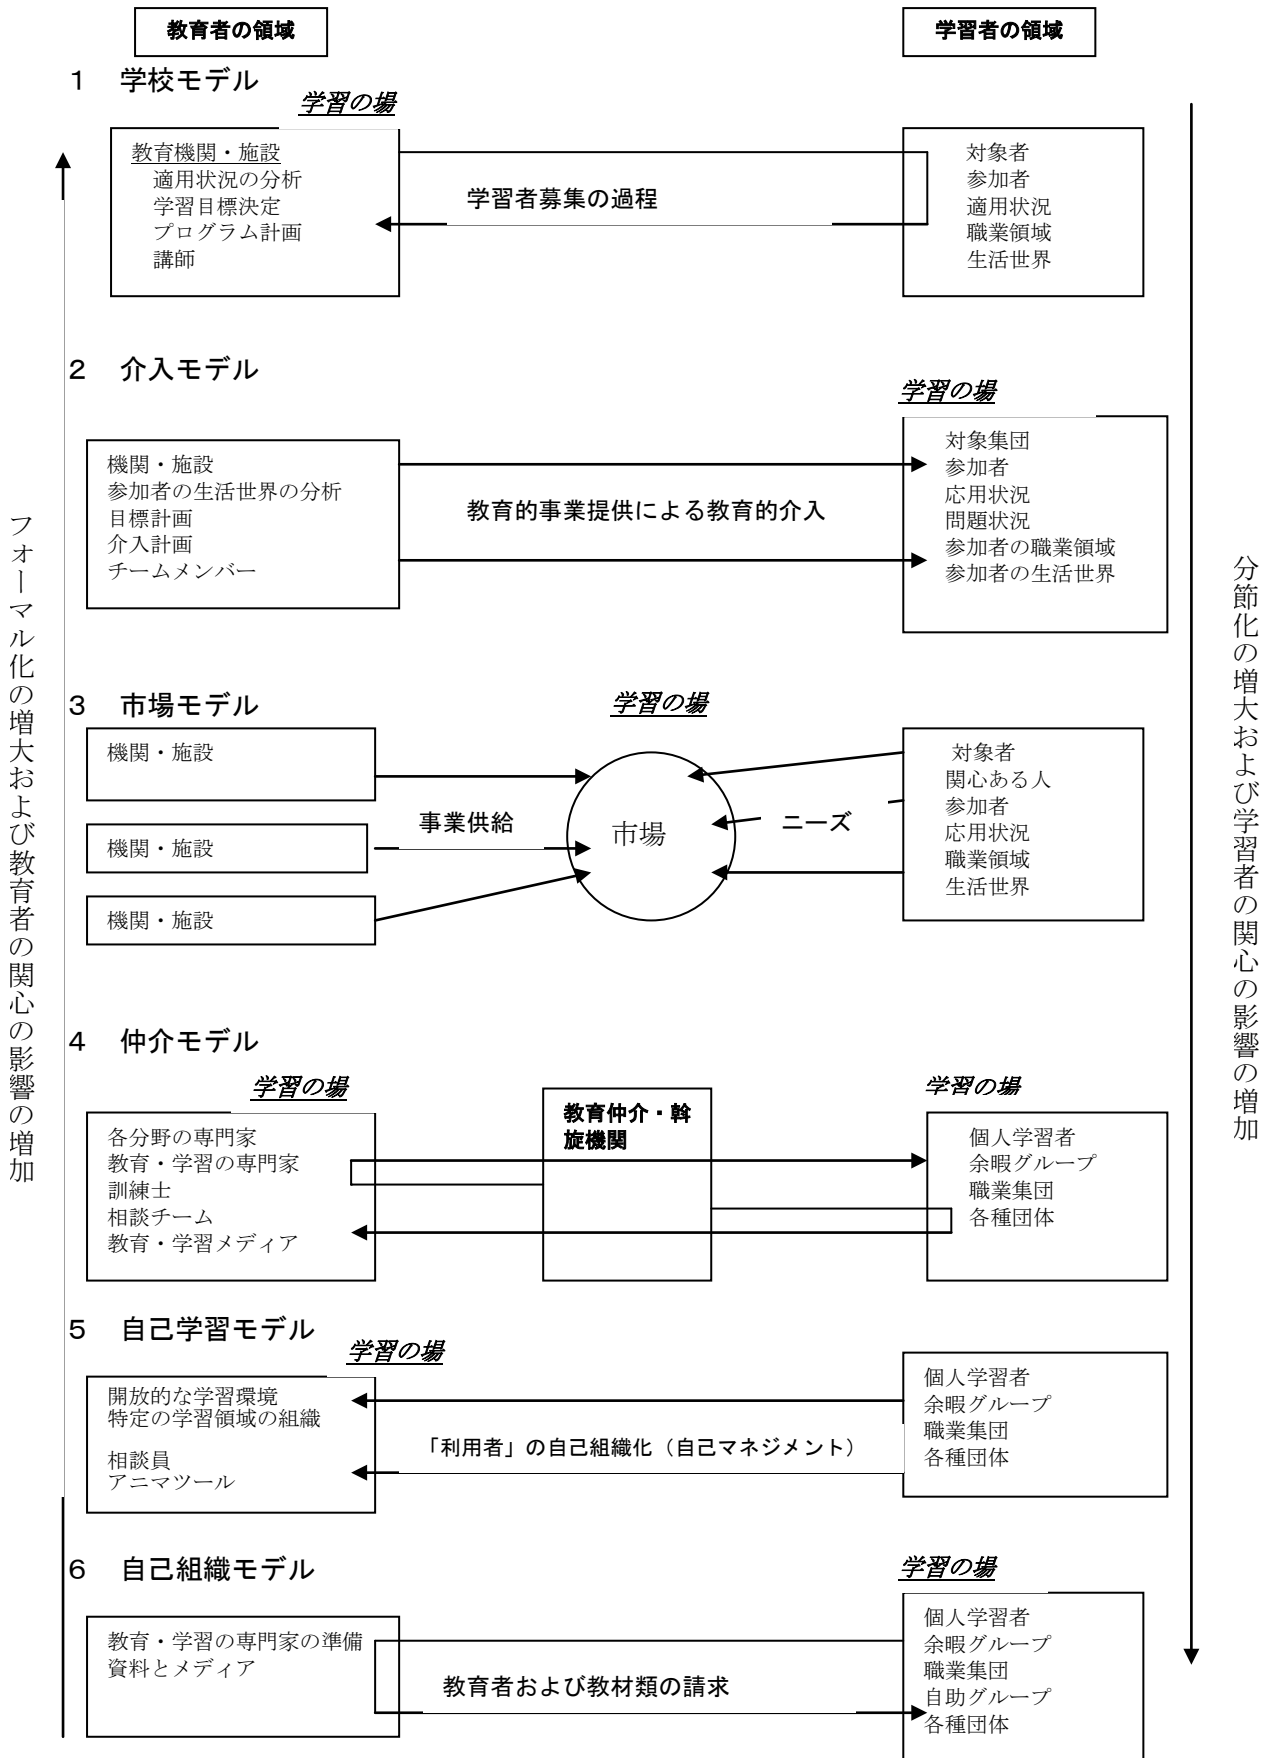 教育者の領域
学習者の領域
1 学校モデル
学習の場
教育機関・施設
適用状況の分析
学習目標決定
プログラム計画
講師
学習者募集の過程
対象者
参加者
適用状況
職業領域
生活世界
2 介入モデル
学習の場
機関・施設
参加者の生活世界の分析
目標計画
介入計画
チームメンバー
教育的事業提供による教育的介入
対象集団
参加者
応用状況
問題状況
参加者の職業領域
参加者の生活世界
3 市場モデル
学習の場
機関・施設
機関・施設
機関・施設
事業供給
市場
ニーズ
対象者
関心ある人
参加者
応用状況
職業領域
生活世界
4 仲介モデル
学習の場
学習の場
各分野の専門家
教育・学習の専門家
訓練士
相談チーム
教育・学習メディア
教育仲介・斡
旋機関
個人学習者
余暇グループ
職業集団
各種団体
5 自己学習モデル
学習の場
開放的な学習環境
特定の学習領域の組織
相談員
アニマツール
「利用者」の自己組織化（自己マネジメント）
個人学習者
余暇グループ
職業集団
各種団体
6 自己組織モデル
学習の場
教育・学習の専門家の準備
資料とメディア
教育者および教材類の請求
個人学習者
余暇グループ
職業集団
自助グループ
各種団体
フォーマル化の増大および教育者の関心の影響の増加
分節化の増大および学習者の関心の影響の増加